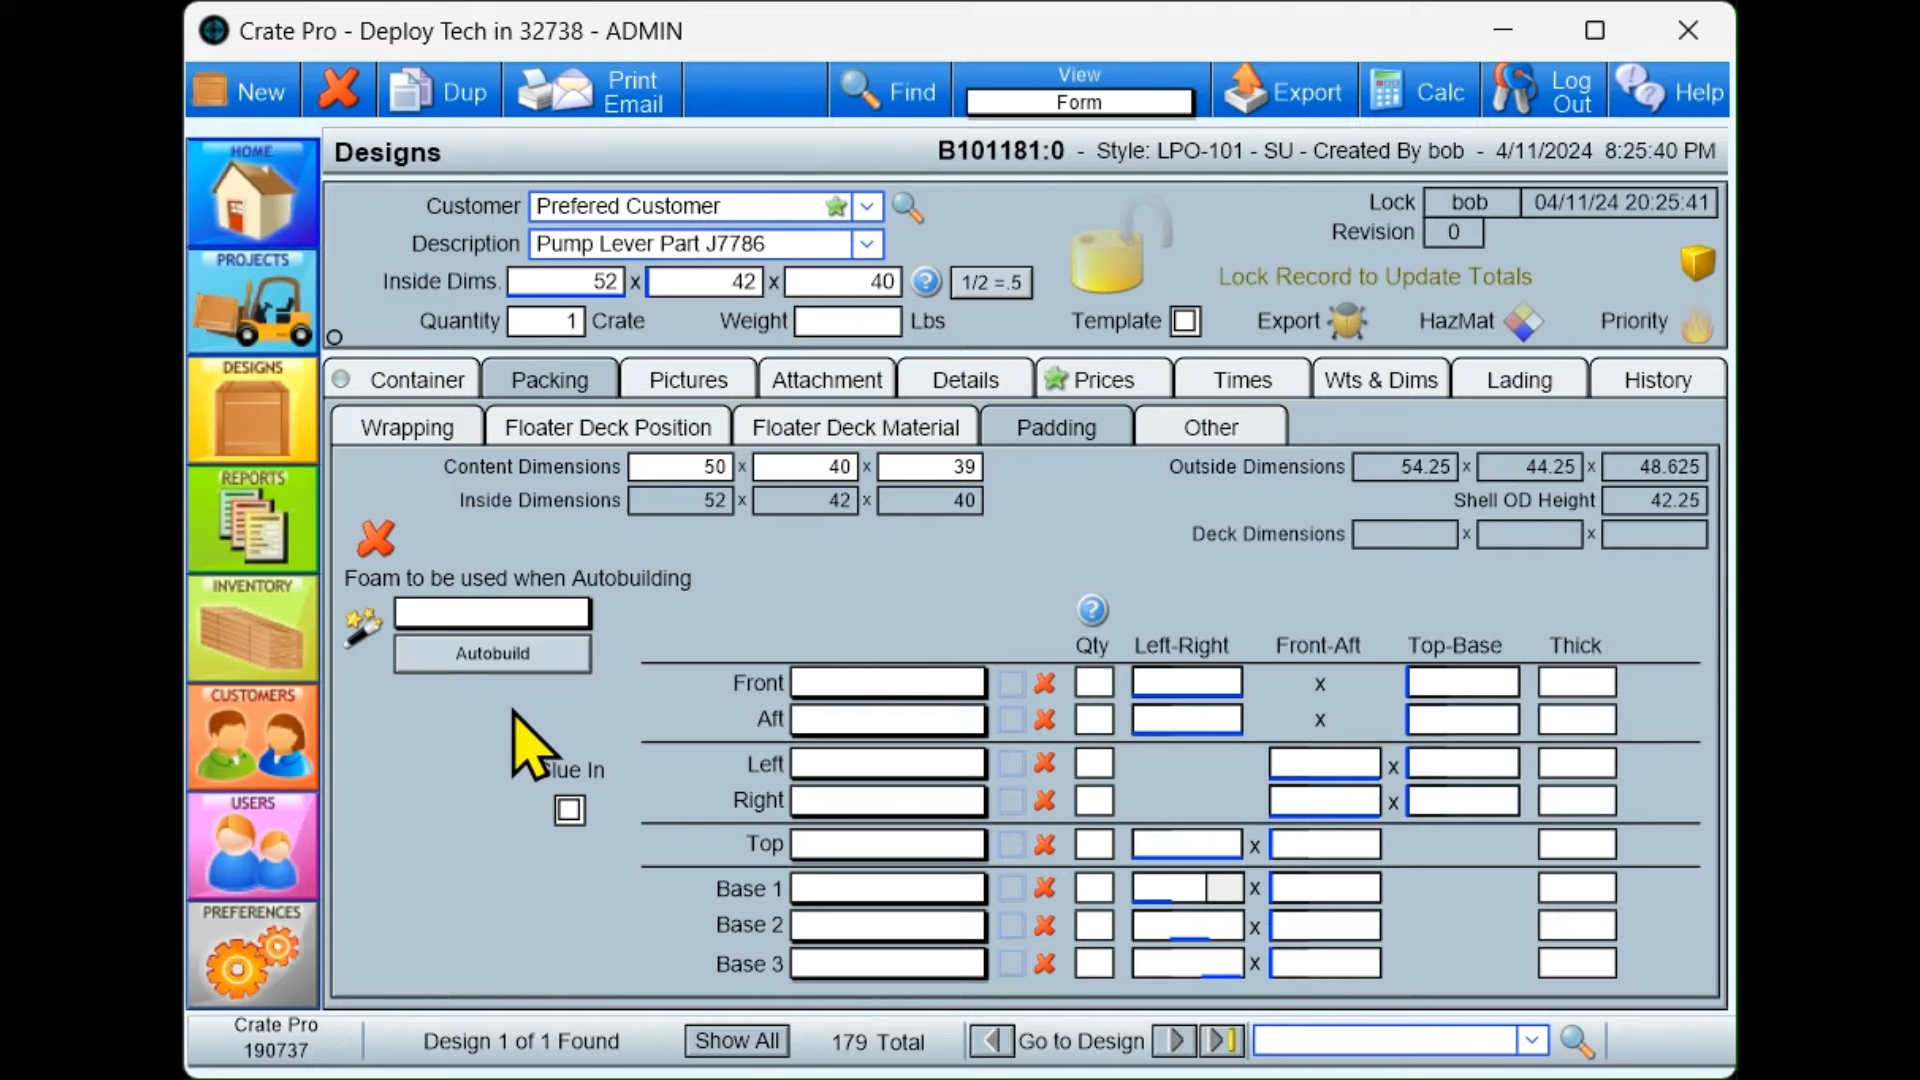 Crate Pro - Deploy Tech in 32738 - ADMIN
New Dup Print Email Find View Form Export Calc Log Out Help
HOME
PROJECTS
DESIGNS
REPORTS
INVENTORY
CUSTOMERS
USERS
PREFERENCES
Designs B101181:0 - Style: LPO-101 - SU - Created By bob - 4/11/2024 8:25:40 PM
Customer Prefered Customer Lock bob 04/11/24 20:25:41
Description Pump Lever Part J7786 Revision 0
Inside Dims. 52 x 42 x 40 ? 1/2 =.5 Lock Record to Update Totals
Quantity 1 Crate Weight Lbs Template Export HazMat Priority
Container Packing Pictures Attachment Details Prices Times Wts & Dims Lading History
Wrapping Floater Deck Position Floater Deck Material Padding Other
Content Dimensions 50 x 40 x 39 Outside Dimensions 54.25 x 44.25 x 48.625
Inside Dimensions 52 x 42 x 40 Shell OD Height 42.25
Deck Dimensions x x
Foam to be used when Autobuilding
Autobuild
?
Qty Left-Right Front-Aft Top-Base Thick
Front x
Aft x
lue In
Left x
Right x
Top x
Base 1 x
Base 2 x
Base 3 x
Crate Pro
190737
Design 1 of 1 Found Show All 179 Total Go to Design